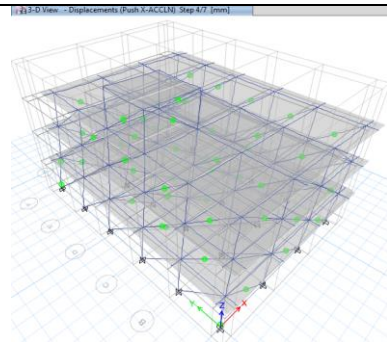 3-D View - Displacements (Push X-ACCLN) Step 4/7 [mm]
Z
Y
X